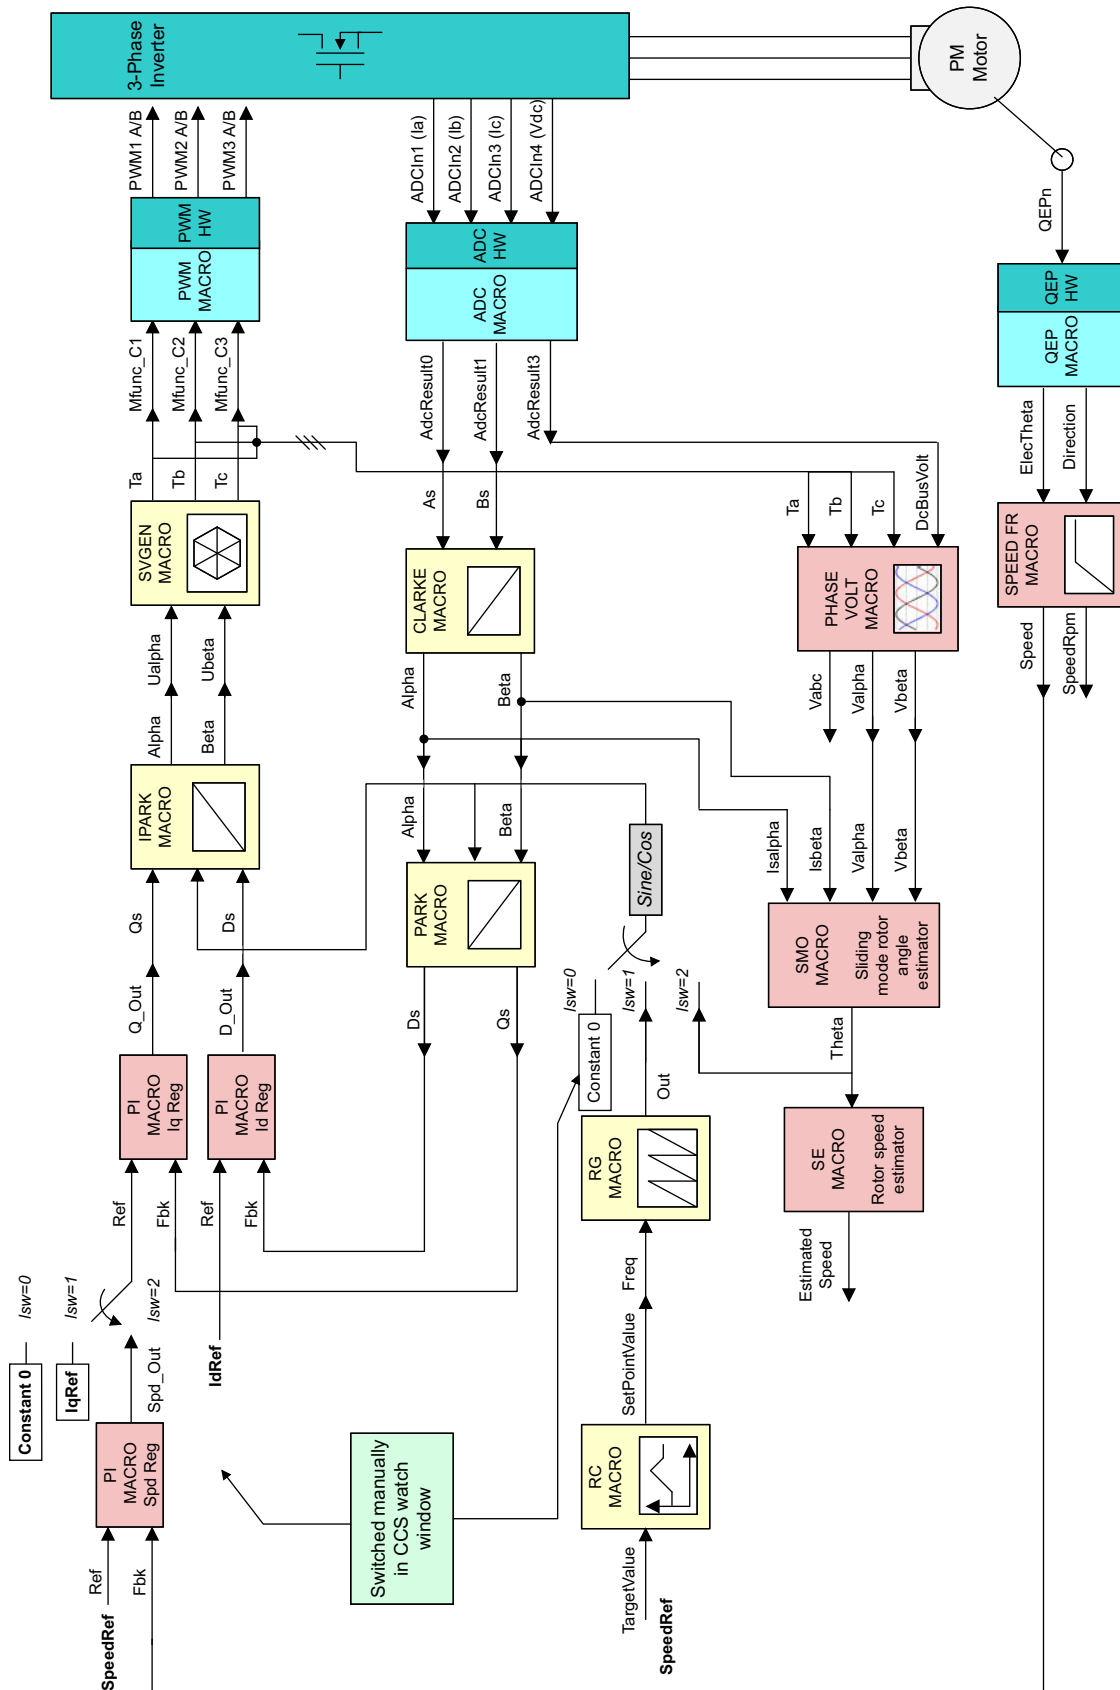 Constant 0
Isw=0
IqRef
Isw=1
Isw=2
SpeedRef
Ref
Fbk
PI
MACRO
Spd Reg
Spd_Out
Ref
Fbk
PI
MACRO
Iq Reg
Q_Out
Qs
IdRef
Ref
Fbk
PI
MACRO
Id Reg
D_Out
Ds
IPARK
MACRO
Alpha
Beta
Ualpha
Ubeta
SVGEN
MACRO
Ta
Tb
Tc
Mfunc_C1
Mfunc_C2
Mfunc_C3
PWM
MACRO
PWM
HW
PWM1 A/B
PWM2 A/B
PWM3 A/B
3-Phase
Inverter
Switched manually
in CCS watch
window
Ds
Qs
PARK
MACRO
Alpha
Beta
Alpha
Beta
CLARKE
MACRO
As
Bs
AdcResult0
AdcResult1
AdcResult3
ADC
MACRO
ADC
HW
ADCIn1 (Ia)
ADCIn2 (Ib)
ADCIn3 (Ic)
ADCIn4 (Vdc)
TargetValue
SpeedRef
RC
MACRO
SetPointValue
Freq
RG
MACRO
Out
Constant 0
Isw=0
Isw=1
Isw=2
Sine/Cos
Estimated
Speed
SE
MACRO
Rotor speed
estimator
Theta
SMO
MACRO
Sliding
mode rotor
angle
estimator
Isalpha
Isbeta
Valpha
Vbeta
Vabc
Valpha
Vbeta
PHASE
VOLT
MACRO
Ta
Tb
Tc
DcBusVolt
Speed
SpeedRpm
SPEED FR
MACRO
ElecTheta
Direction
QEP
MACRO
QEP
HW
QEPn
PM
Motor